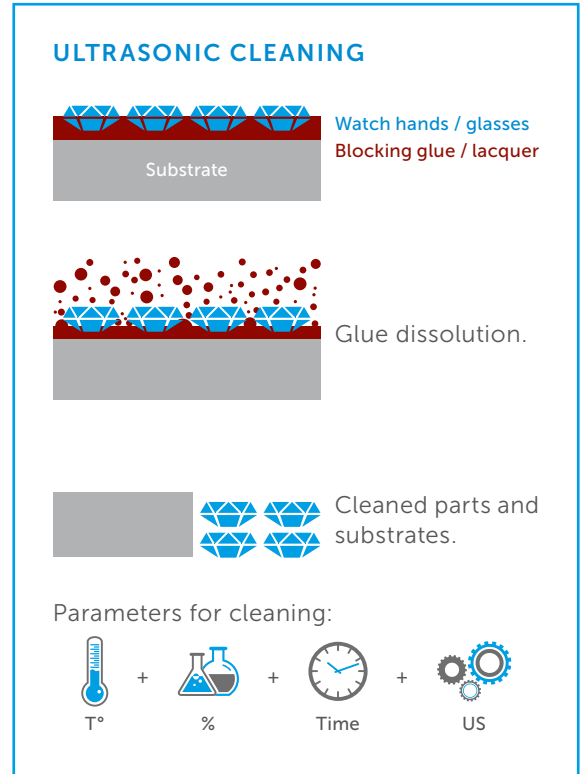 ULTRASONIC CLEANING
Watch hands / glasses
Blocking glue / lacquer
Substrate
Glue dissolution.
Cleaned parts and
substrates.
Parameters for cleaning:
+ + +
T° % Time US